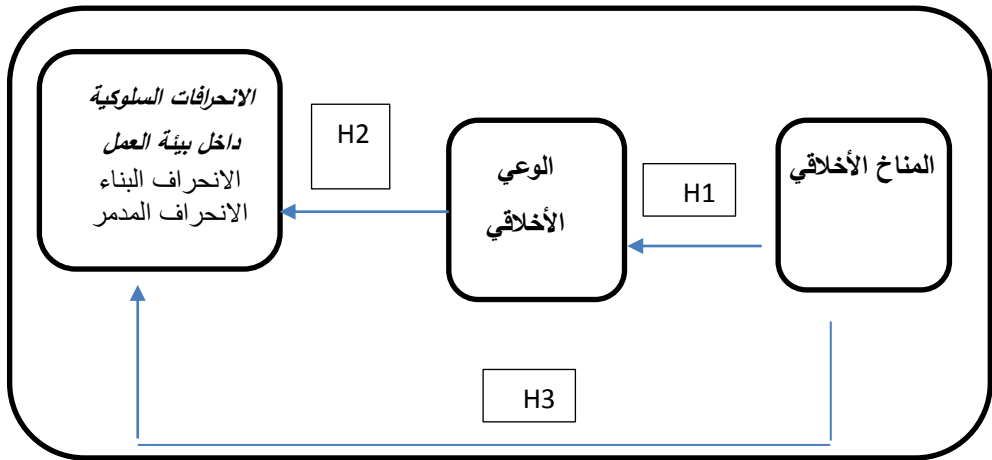 المناخ الأخلاقي
H1
الوعي
الأخلاقي
H2
الانحرافات السلوكية
داخل بيئة العمل
الانحراف البناء
الانحراف المدمر
H3